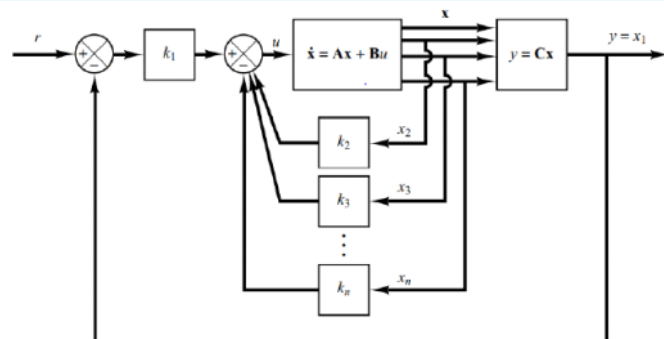 r
+
−
k₁
+
−
u
ẋ = Ax + Bu
x
y = Cx
y = x₁
k₂
x₂
k₃
x₃
⋮
kₙ
xₙ